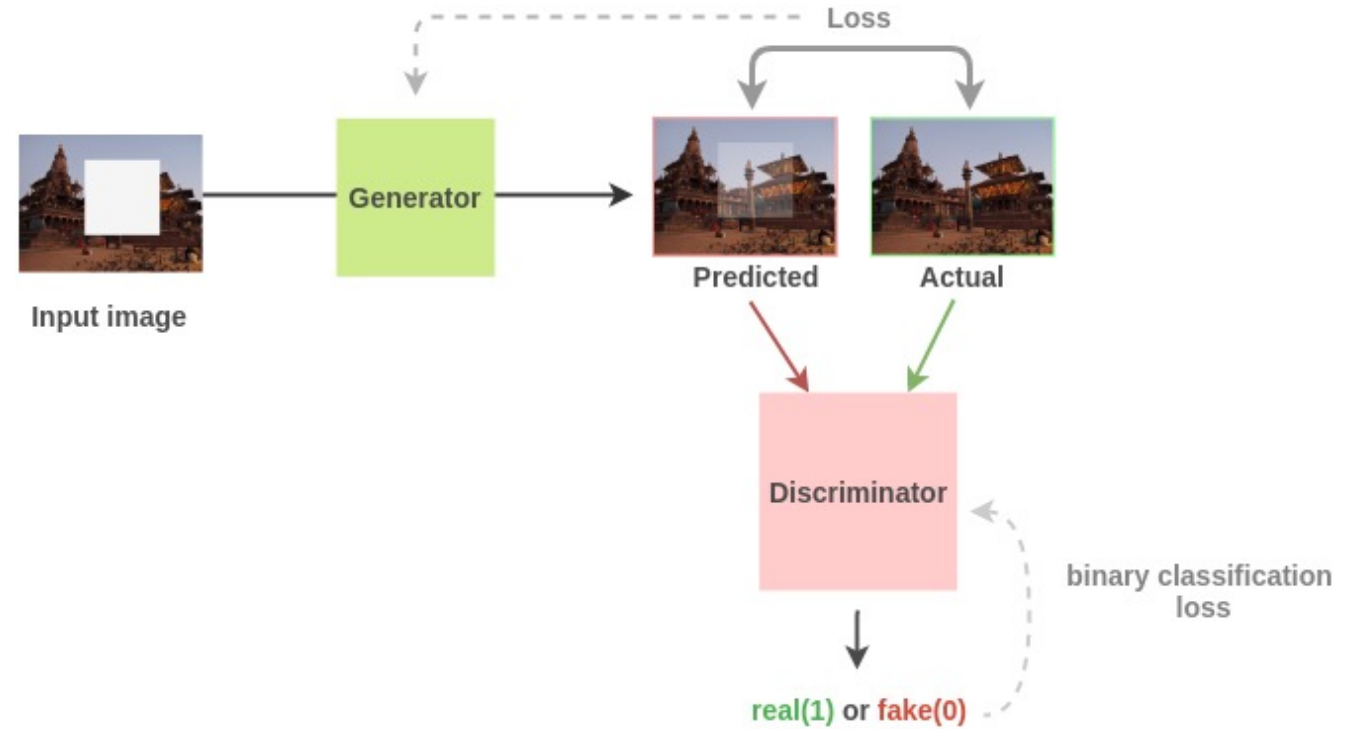 Loss
Generator
Input image
Predicted
Actual
Discriminator
binary classification
loss
real(1) or fake(0)